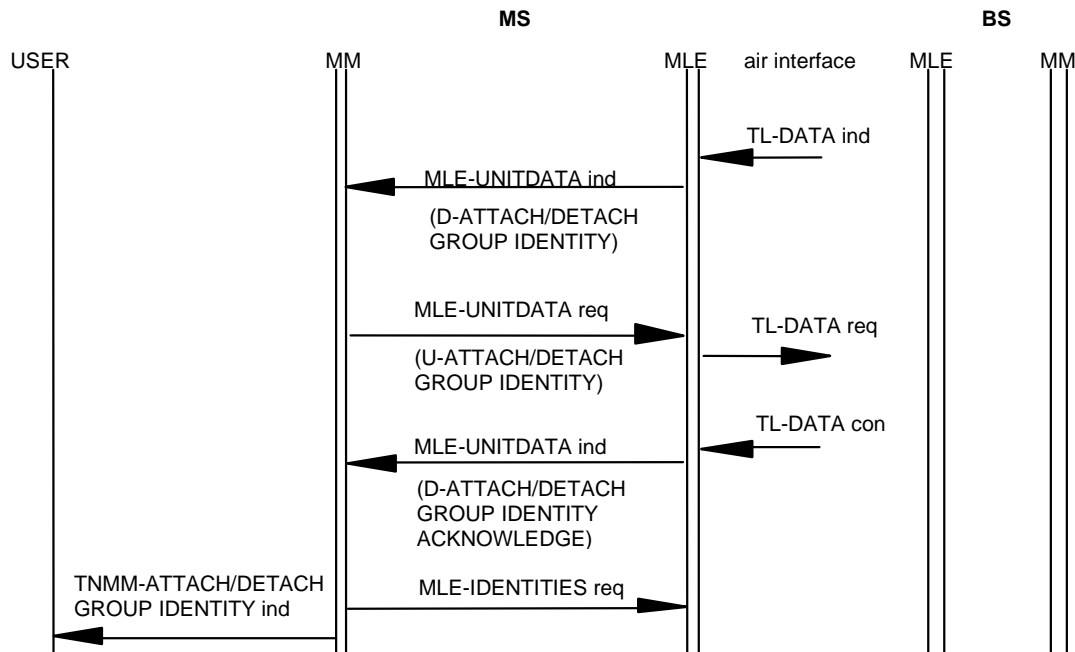 MS BS
USER MM MLE air interface MLE MM
TL-DATA ind
MLE-UNITDATA ind
(D-ATTACH/DETACH
GROUP IDENTITY)
MLE-UNITDATA req
TL-DATA req
(U-ATTACH/DETACH
GROUP IDENTITY)
TL-DATA con
MLE-UNITDATA ind
(D-ATTACH/DETACH
GROUP IDENTITY
ACKNOWLEDGE)
TNMM-ATTACH/DETACH
GROUP IDENTITY ind
MLE-IDENTITIES req